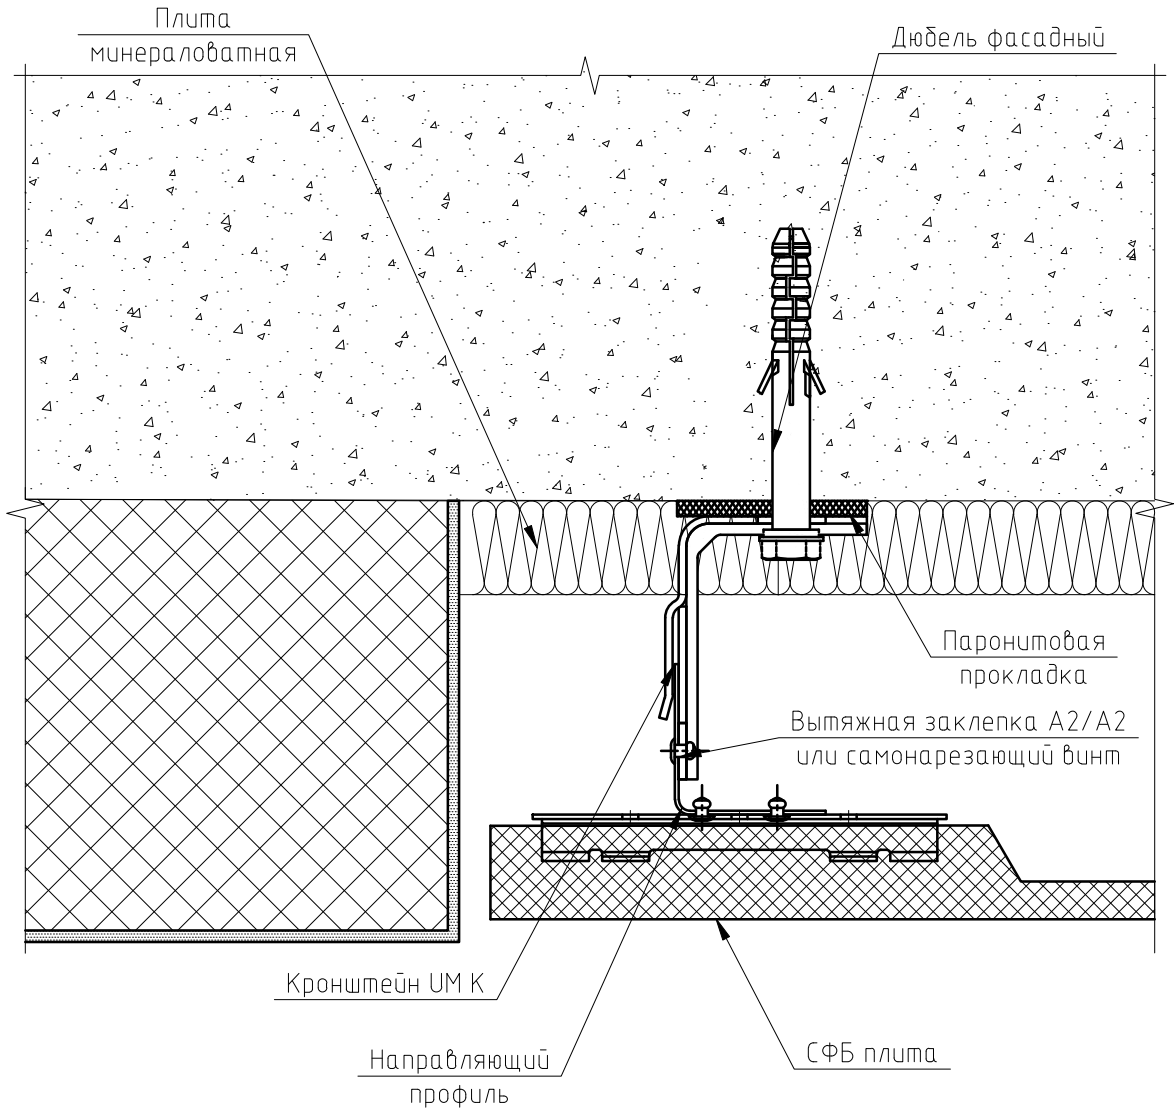 Плита
минераловатная
Дюбель фасадный
Паронитовая
прокладка
Вытяжная заклепка А2/А2
или самонарезающий винт
Кронштейн UM K
Направляющий
профиль
СФБ плита